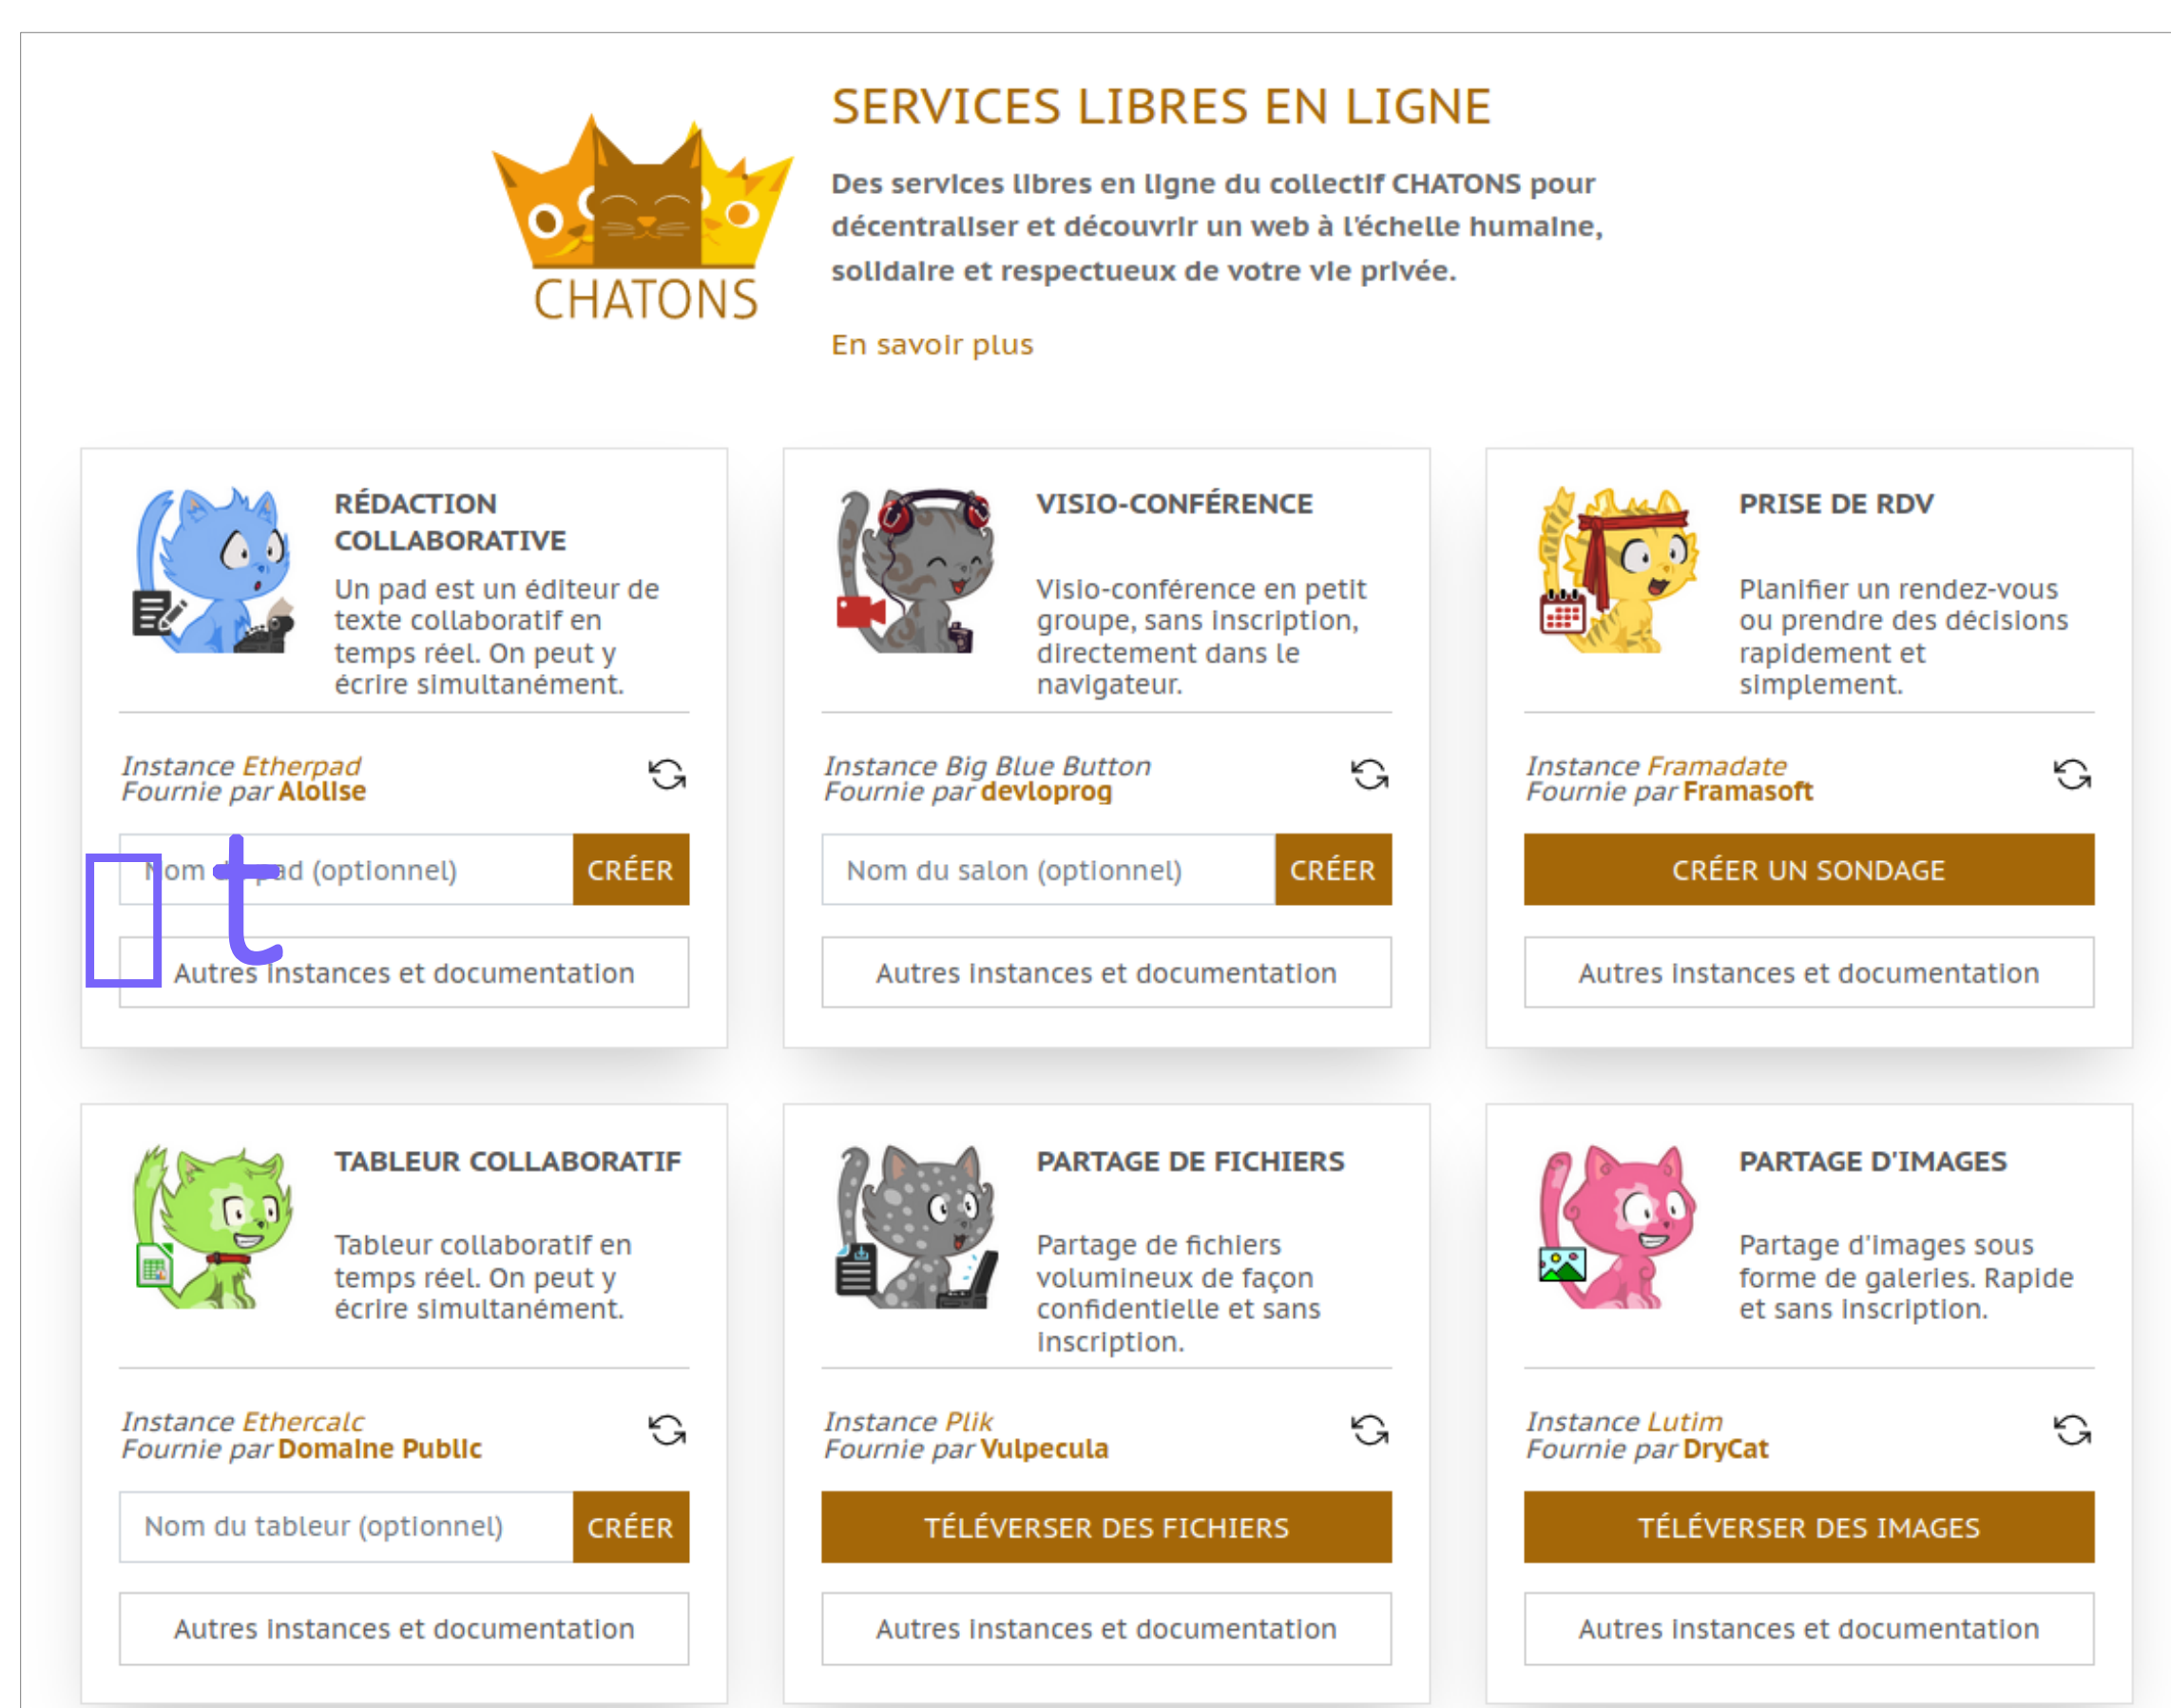 SERVICES LIBRES EN LIGNE
Des services libres en ligne du collectif CHATONS pour
décentraliser et découvrir un web à l'échelle humaine,
solidaire et respectueux de votre vie privée.
CHATONS
En savoir plus
RÉDACTION
COLLABORATIVE
Un pad est un éditeur de
texte collaboratif en
temps réel. On peut y
écrire simultanément.
Instance Etherpad
Fournie par Alolise
Nom du pad (optionnel)
CRÉER
t
Autres instances et documentation
VISIO-CONFÉRENCE
Visio-conférence en petit
groupe, sans inscription,
directement dans le
navigateur.
Instance Big Blue Button
Fournie par devloprog
Nom du salon (optionnel)
CRÉER
Autres instances et documentation
PRISE DE RDV
Planifier un rendez-vous
ou prendre des décisions
rapidement et
simplement.
Instance Framadate
Fournie par Framasoft
CRÉER UN SONDAGE
Autres instances et documentation
TABLEUR COLLABORATIF
Tableur collaboratif en
temps réel. On peut y
écrire simultanément.
Instance Ethercalc
Fournie par Domaine Public
Nom du tableur (optionnel)
CRÉER
Autres instances et documentation
PARTAGE DE FICHIERS
Partage de fichiers
volumineux de façon
confidentielle et sans
inscription.
Instance Plik
Fournie par Vulpecula
TÉLÉVERSER DES FICHIERS
Autres instances et documentation
PARTAGE D'IMAGES
Partage d'images sous
forme de galeries. Rapide
et sans inscription.
Instance Lutim
Fournie par DryCat
TÉLÉVERSER DES IMAGES
Autres instances et documentation